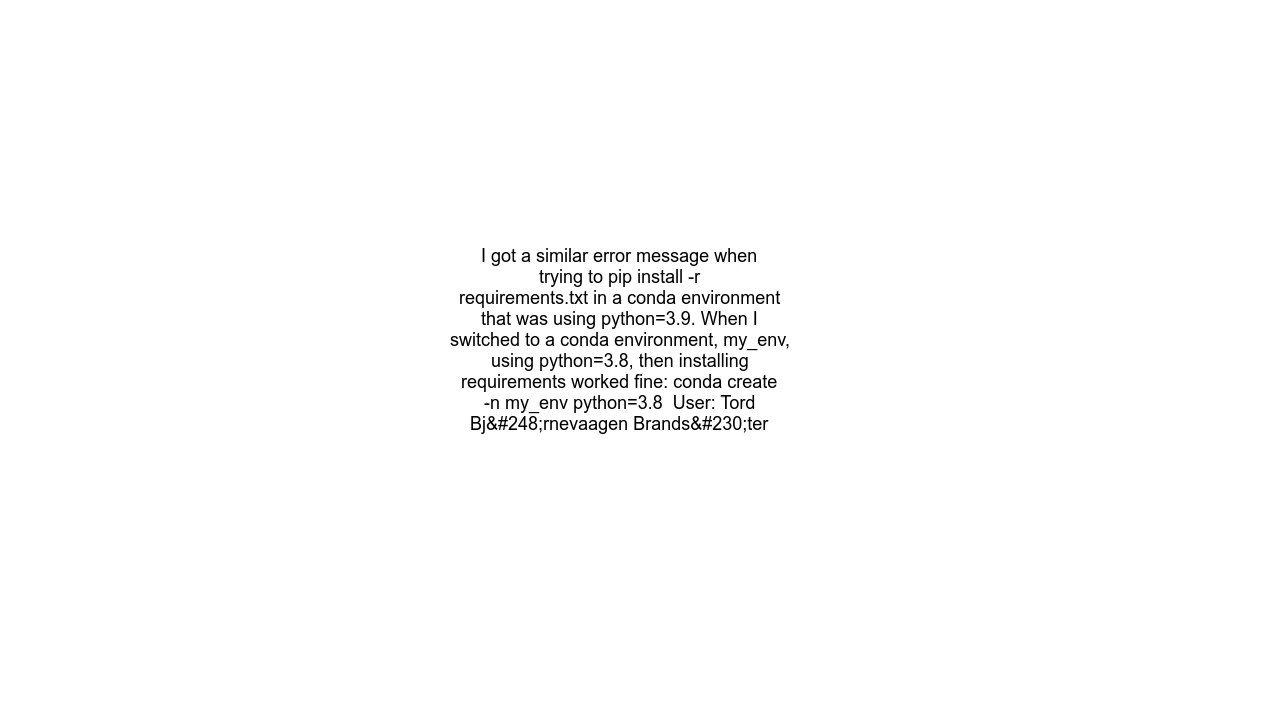 I got a similar error message when
trying to pip install -r
requirements.txt in a conda environment
that was using python=3.9. When I
switched to a conda environment, my_env,
using python=3.8, then installing
requirements worked fine: conda create
-n my_env python=3.8  User: Tord
Bj&#248;rnevaagen Brands&#230;ter